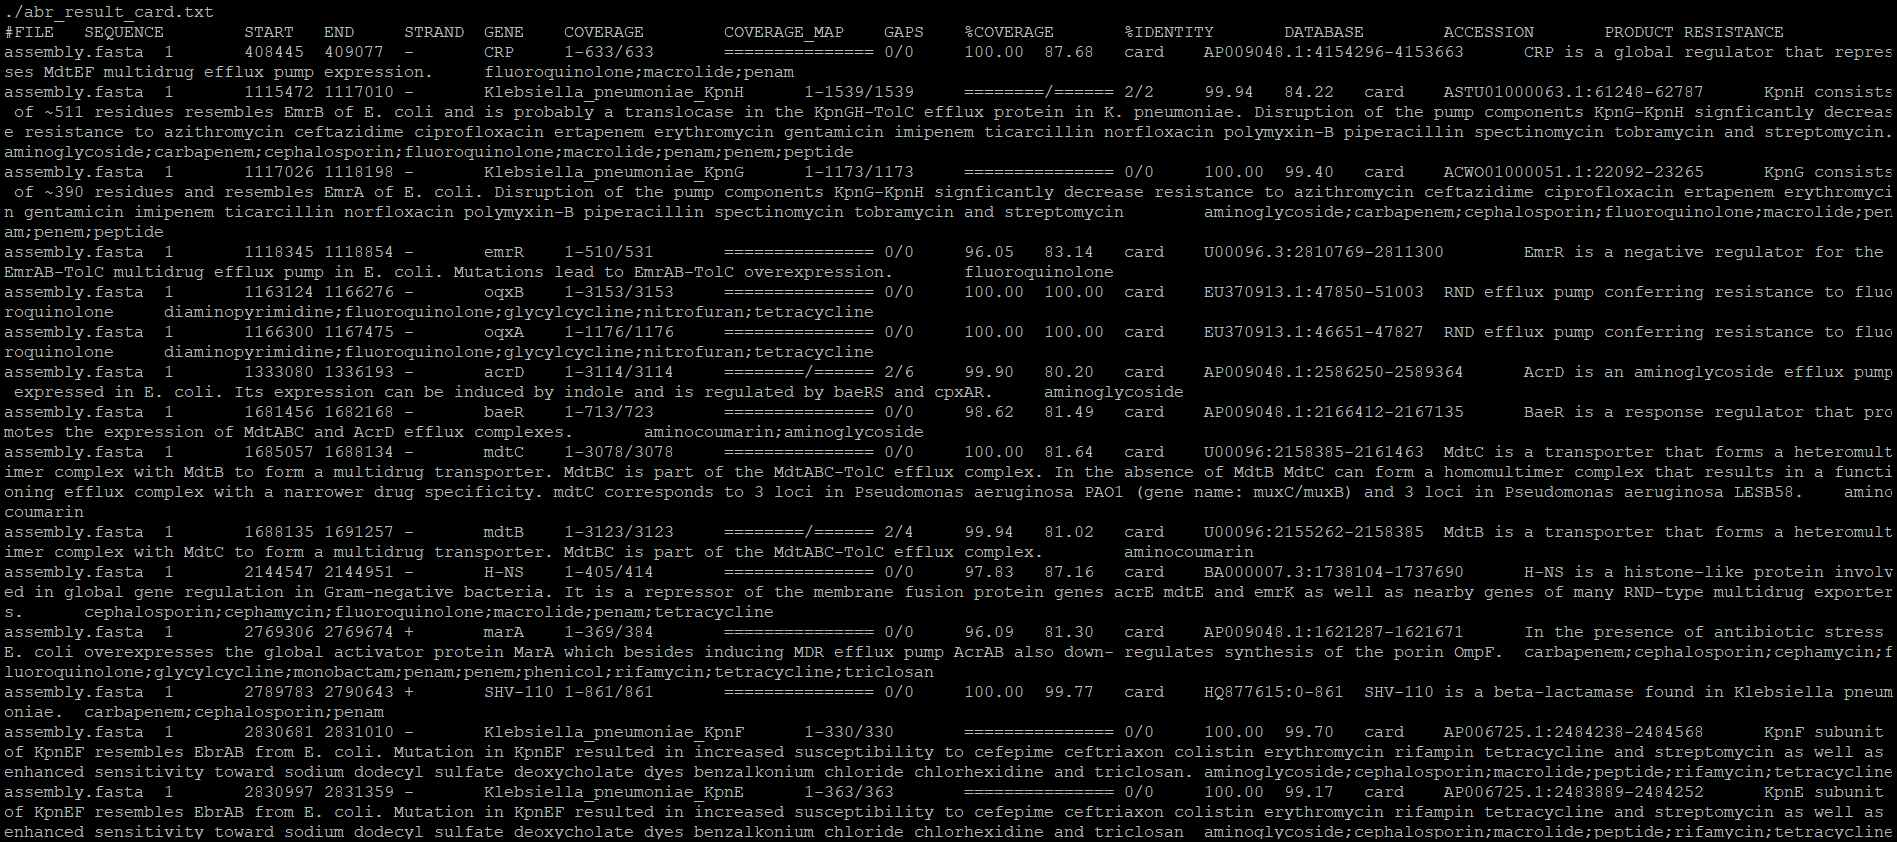 ./abr_result_card.txt
#FILE SEQUENCE START END STRAND GENE COVERAGE COVERAGE_MAP GAPS %COVERAGE %IDENTITY DATABASE ACCESSION PRODUCT RESISTANCE
assembly.fasta 1 408445 409077 - CRP 1-633/633 =============== 0/0 100.00 87.68 card AP009048.1:4154296-4153663 CRP is a global regulator that repres
ses MdtEF multidrug efflux pump expression. fluoroquinolone;macrolide;penam
assembly.fasta 1 1115472 1117010 - Klebsiella_pneumoniae_KpnH 1-1539/1539 ========/====== 2/2 99.94 84.22 card ASTU01000063.1:61248-62787 KpnH consists
of ~511 residues resembles EmrB of E. coli and is probably a translocase in the KpnGH-TolC efflux protein in K. pneumoniae. Disruption of the pump components KpnG-KpnH signficantly decreas
e resistance to azithromycin ceftazidime ciprofloxacin ertapenem erythromycin gentamicin imipenem ticarcillin norfloxacin polymyxin-B piperacillin spectinomycin tobramycin and streptomycin.
aminoglycoside;carbapenem;cephalosporin;fluoroquinolone;macrolide;penam;penem;peptide
assembly.fasta 1 1117026 1118198 - Klebsiella_pneumoniae_KpnG 1-1173/1173 =============== 0/0 100.00 99.40 card ACWO01000051.1:22092-23265 KpnG consists
of ~390 residues and resembles EmrA of E. coli. Disruption of the pump components KpnG-KpnH signficantly decrease resistance to azithromycin ceftazidime ciprofloxacin ertapenem erythromyci
n gentamicin imipenem ticarcillin norfloxacin polymyxin-B piperacillin spectinomycin tobramycin and streptomycin aminoglycoside;carbapenem;cephalosporin;fluoroquinolone;macrolide;pen
am;penem;peptide
assembly.fasta 1 1118345 1118854 - emrR 1-510/531 =============== 0/0 96.05 83.14 card U00096.3:2810769-2811300 EmrR is a negative regulator for the
EmrAB-TolC multidrug efflux pump in E. coli. Mutations lead to EmrAB-TolC overexpression. fluoroquinolone
assembly.fasta 1 1163124 1166276 - oqxB 1-3153/3153 =============== 0/0 100.00 100.00 card EU370913.1:47850-51003 RND efflux pump conferring resistance to fluo
roquinolone diaminopyrimidine;fluoroquinolone;glycylcycline;nitrofuran;tetracycline
assembly.fasta 1 1166300 1167475 - oqxA 1-1176/1176 =============== 0/0 100.00 100.00 card EU370913.1:46651-47827 RND efflux pump conferring resistance to fluo
roquinolone diaminopyrimidine;fluoroquinolone;glycylcycline;nitrofuran;tetracycline
assembly.fasta 1 1333080 1336193 - acrD 1-3114/3114 ========/====== 2/6 99.90 80.20 card AP009048.1:2586250-2589364 AcrD is an aminoglycoside efflux pump
expressed in E. coli. Its expression can be induced by indole and is regulated by baeRS and cpxAR. aminoglycoside
assembly.fasta 1 1681456 1682168 - baeR 1-713/723 =============== 0/0 98.62 81.49 card AP009048.1:2166412-2167135 BaeR is a response regulator that pro
motes the expression of MdtABC and AcrD efflux complexes. aminocoumarin;aminoglycoside
assembly.fasta 1 1685057 1688134 - mdtC 1-3078/3078 =============== 0/0 100.00 81.64 card U00096:2158385-2161463 MdtC is a transporter that forms a heteromult
imer complex with MdtB to form a multidrug transporter. MdtBC is part of the MdtABC-TolC efflux complex. In the absence of MdtB MdtC can form a homomultimer complex that results in a functi
oning efflux complex with a narrower drug specificity. mdtC corresponds to 3 loci in Pseudomonas aeruginosa PAO1 (gene name: muxC/muxB) and 3 loci in Pseudomonas aeruginosa LESB58. amino
coumarin
assembly.fasta 1 1688135 1691257 - mdtB 1-3123/3123 ========/====== 2/4 99.94 81.02 card U00096:2155262-2158385 MdtB is a transporter that forms a heteromult
imer complex with MdtC to form a multidrug transporter. MdtBC is part of the MdtABC-TolC efflux complex. aminocoumarin
assembly.fasta 1 2144547 2144951 - H-NS 1-405/414 =============== 0/0 97.83 87.16 card BA000007.3:1738104-1737690 H-NS is a histone-like protein involv
ed in global gene regulation in Gram-negative bacteria. It is a repressor of the membrane fusion protein genes acrE mdtE and emrK as well as nearby genes of many RND-type multidrug exporter
s. cephalosporin;cephamycin;fluoroquinolone;macrolide;penam;tetracycline
assembly.fasta 1 2769306 2769674 + marA 1-369/384 =============== 0/0 96.09 81.30 card AP009048.1:1621287-1621671 In the presence of antibiotic stress
E. coli overexpresses the global activator protein MarA which besides inducing MDR efflux pump AcrAB also down- regulates synthesis of the porin OmpF. carbapenem;cephalosporin;cephamycin;f
luoroquinolone;glycylcycline;monobactam;penam;penem;phenicol;rifamycin;tetracycline;triclosan
assembly.fasta 1 2789783 2790643 + SHV-110 1-861/861 =============== 0/0 100.00 99.77 card HQ877615:0-861 SHV-110 is a beta-lactamase found in Klebsiella pneum
oniae. carbapenem;cephalosporin;penam
assembly.fasta 1 2830681 2831010 - Klebsiella_pneumoniae_KpnF 1-330/330 =============== 0/0 100.00 99.70 card AP006725.1:2484238-2484568 KpnF subunit
of KpnEF resembles EbrAB from E. coli. Mutation in KpnEF resulted in increased susceptibility to cefepime ceftriaxon colistin erythromycin rifampin tetracycline and streptomycin as well as
enhanced sensitivity toward sodium dodecyl sulfate deoxycholate dyes benzalkonium chloride chlorhexidine and triclosan. aminoglycoside;cephalosporin;macrolide;peptide;rifamycin;tetracycline
assembly.fasta 1 2830997 2831359 - Klebsiella_pneumoniae_KpnE 1-363/363 =============== 0/0 100.00 99.17 card AP006725.1:2483889-2484252 KpnE subunit
of KpnEF resembles EbrAB from E. coli. Mutation in KpnEF resulted in increased susceptibility to cefepime ceftriaxon colistin erythromycin rifampin tetracycline and streptomycin as well as
enhanced sensitivity toward sodium dodecyl sulfate deoxycholate dyes benzalkonium chloride chlorhexidine and triclosan aminoglycoside;cephalosporin;macrolide;peptide;rifamycin;tetracycline